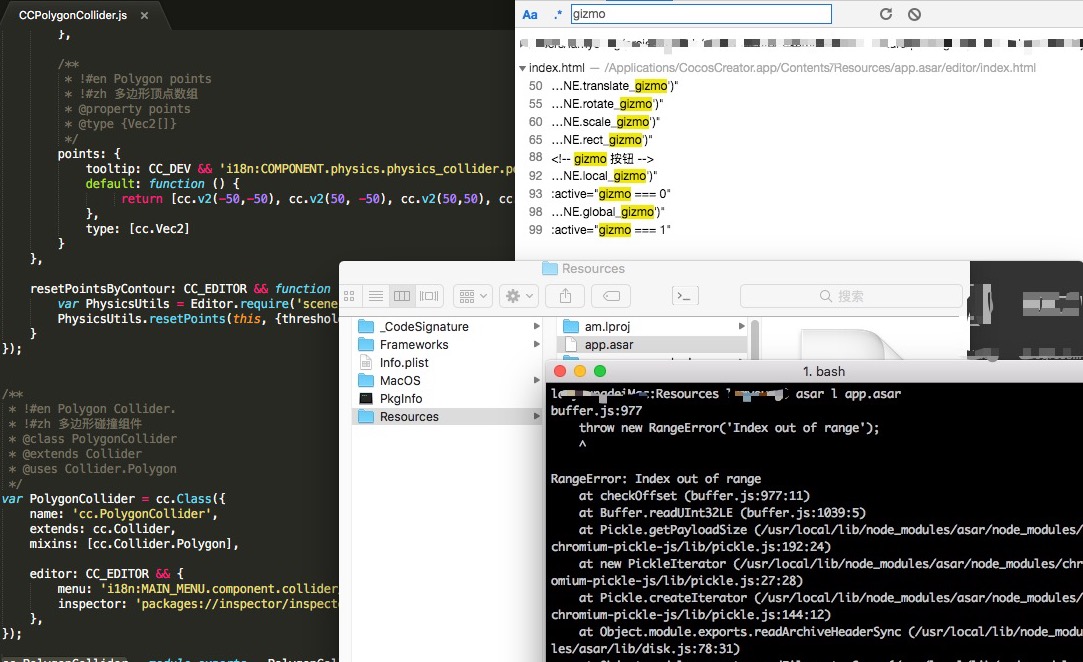 CCPolygonCollider.js ×
},
/**
* !#en Polygon points
* !#zh 多边形顶点数组
* @property points
* @type {Vec2[]}
*/
points: {
tooltip: CC_DEV && 'i18n:COMPONENT.physics.physics_collider.po
default: function () {
return [cc.v2(-50,-50), cc.v2(50, -50), cc.v2(50,50), cc
},
type: [cc.Vec2]
}
},
resetPointsByContour: CC_EDITOR && function
var PhysicsUtils = Editor.require('scene
PhysicsUtils.resetPoints(this, {threshol
}
});
/**
* !#en Polygon Collider.
* !#zh 多边形碰撞组件
* @class PolygonCollider
* @extends Collider
* @uses Collider.Polygon
*/
var PolygonCollider = cc.Class({
name: 'cc.PolygonCollider',
extends: cc.Collider,
mixins: [cc.Collider.Polygon],
editor: CC_EDITOR && {
menu: 'i18n:MAIN_MENU.component.collider
inspector: 'packages://inspector/inspect
},
});
Aa .* gizmo
index.html — /Applications/CocosCreator.app/Contents/Resources/app.asar/editor/index.html
50 …NE.translate_gizmo')"
55 …NE.rotate_gizmo')"
60 …NE.scale_gizmo')"
65 …NE.rect_gizmo')"
88 <!-- gizmo 按钮 -->
92 …NE.local_gizmo')"
93 :active="gizmo === 0"
98 …NE.global_gizmo')"
99 :active="gizmo === 1"
Resources
搜索
_CodeSignature
Frameworks
Info.plist
MacOS
PkgInfo
Resources
am.lproj
app.asar
1. bash
:Resources asar l app.asar
buffer.js:977
throw new RangeError('Index out of range');
^
RangeError: Index out of range
at checkOffset (buffer.js:977:11)
at Buffer.readUInt32LE (buffer.js:1039:5)
at Pickle.getPayloadSize (/usr/local/lib/node_modules/asar/node_modules/
chromium-pickle-js/lib/pickle.js:192:24)
at new PickleIterator (/usr/local/lib/node_modules/asar/node_modules/chr
omium-pickle-js/lib/pickle.js:27:28)
at Pickle.createIterator (/usr/local/lib/node_modules/asar/node_modules/
chromium-pickle-js/lib/pickle.js:144:12)
at Object.module.exports.readArchiveHeaderSync (/usr/local/lib/node_modu
les/asar/lib/disk.js:78:31)